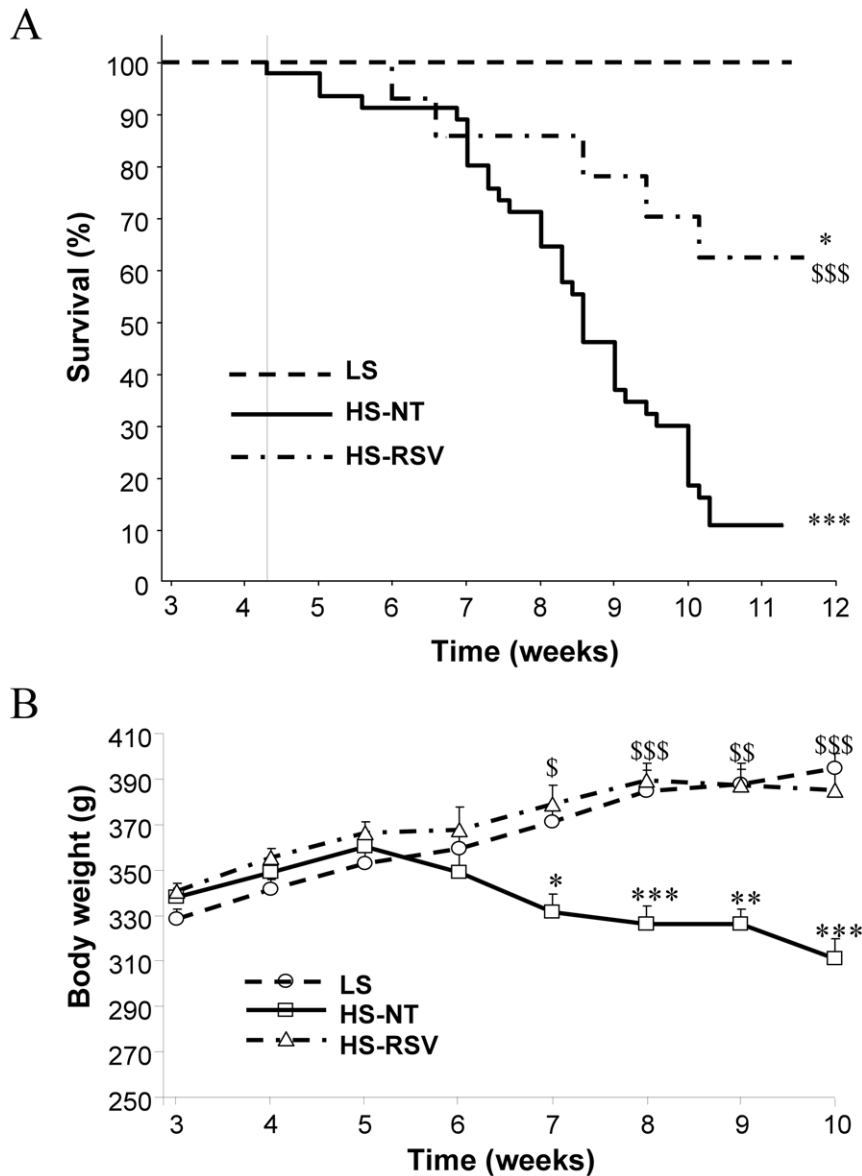 A
Survival (%)
100
90
80
70
60
50
40
30
20
10
0
LS
HS-NT
HS-RSV
*
$$$
***
3 4 5 6 7 8 9 10 11 12
Time (weeks)
B
Body weight (g)
410
390
370
350
330
310
290
270
250
$ $$$ $$ $$$
* *** ** ***
LS
HS-NT
HS-RSV
3 4 5 6 7 8 9 10
Time (weeks)